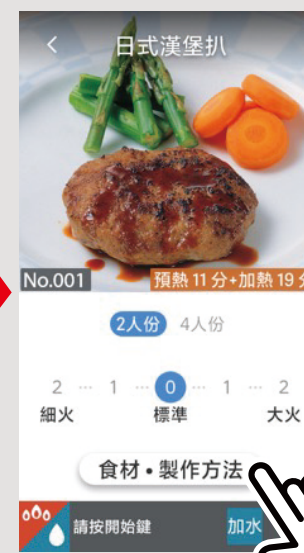 日式漢堡扒
No.001
預熱 11 分+加熱 19 分
2人份 4人份
2 ··· 1 ··· 0 ··· 1 ··· 2
細火 標準 大火
食材 • 製作方法
請按開始鍵 加水